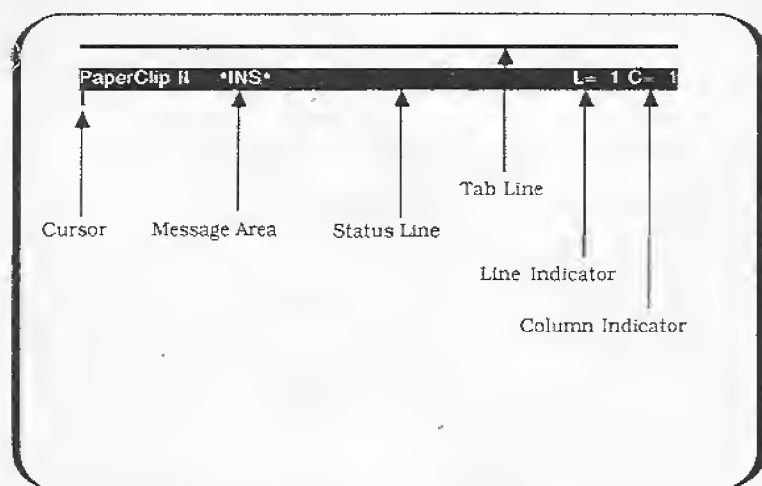 PaperClip II •INS• L= 1 C= 1
Tab Line
Cursor Message Area Status Line
Line Indicator
Column Indicator